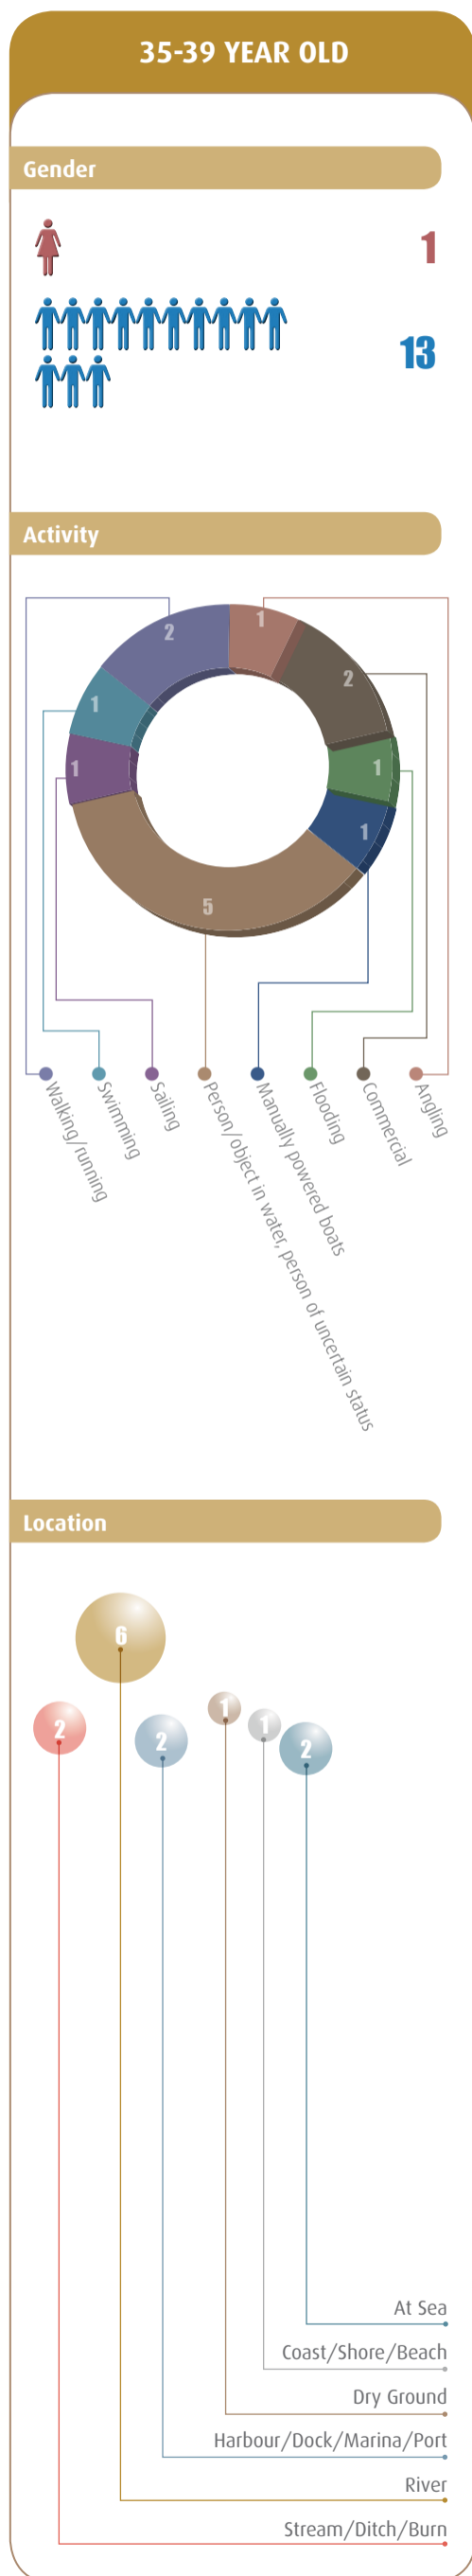 35-39 YEAR OLD
Gender
1
13
Activity
2
1
2
1
1
1
1
5
Walking/running
Swimming
Sailing
Person/object in water, person of uncertain status
Manually powered boats
Flooding
Commercial
Angling
Location
6
2
2
1
1
2
At Sea
Coast/Shore/Beach
Dry Ground
Harbour/Dock/Marina/Port
River
Stream/Ditch/Burn